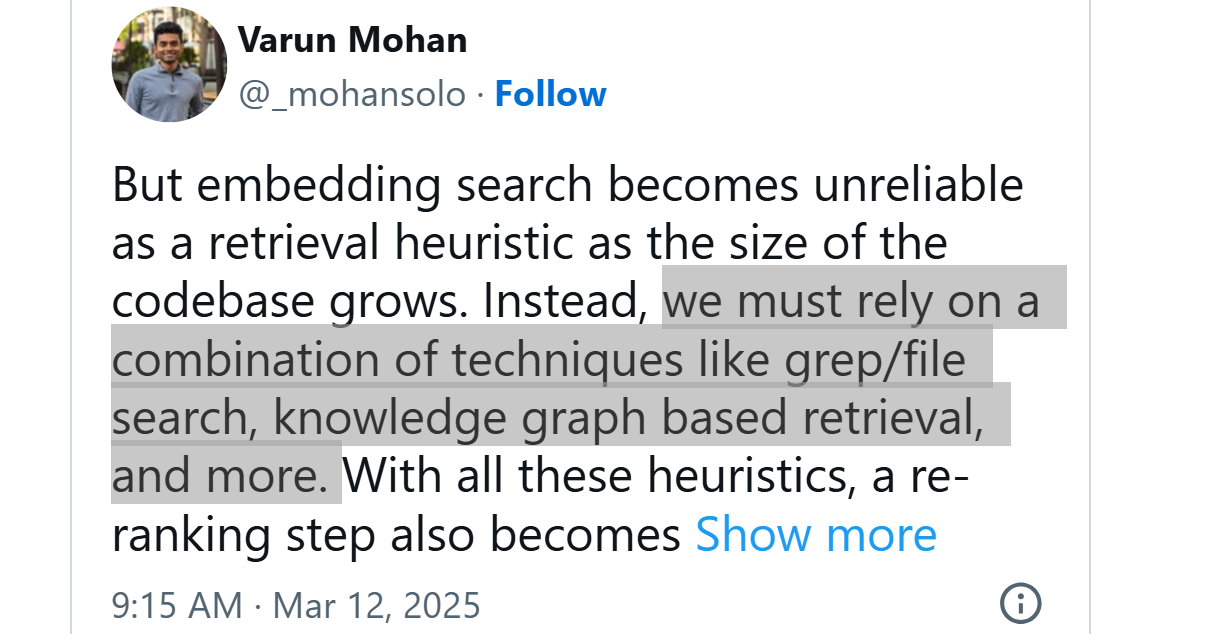 Varun Mohan
@_mohansolo · Follow
But embedding search becomes unreliable
as a retrieval heuristic as the size of the
codebase grows. Instead, we must rely on a
combination of techniques like grep/file
search, knowledge graph based retrieval,
and more. With all these heuristics, a re-
ranking step also becomes Show more
9:15 AM · Mar 12, 2025